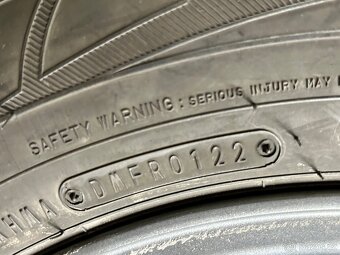 SAFETY WARNING : SERIOUS INJURY MAY
DMFR0122